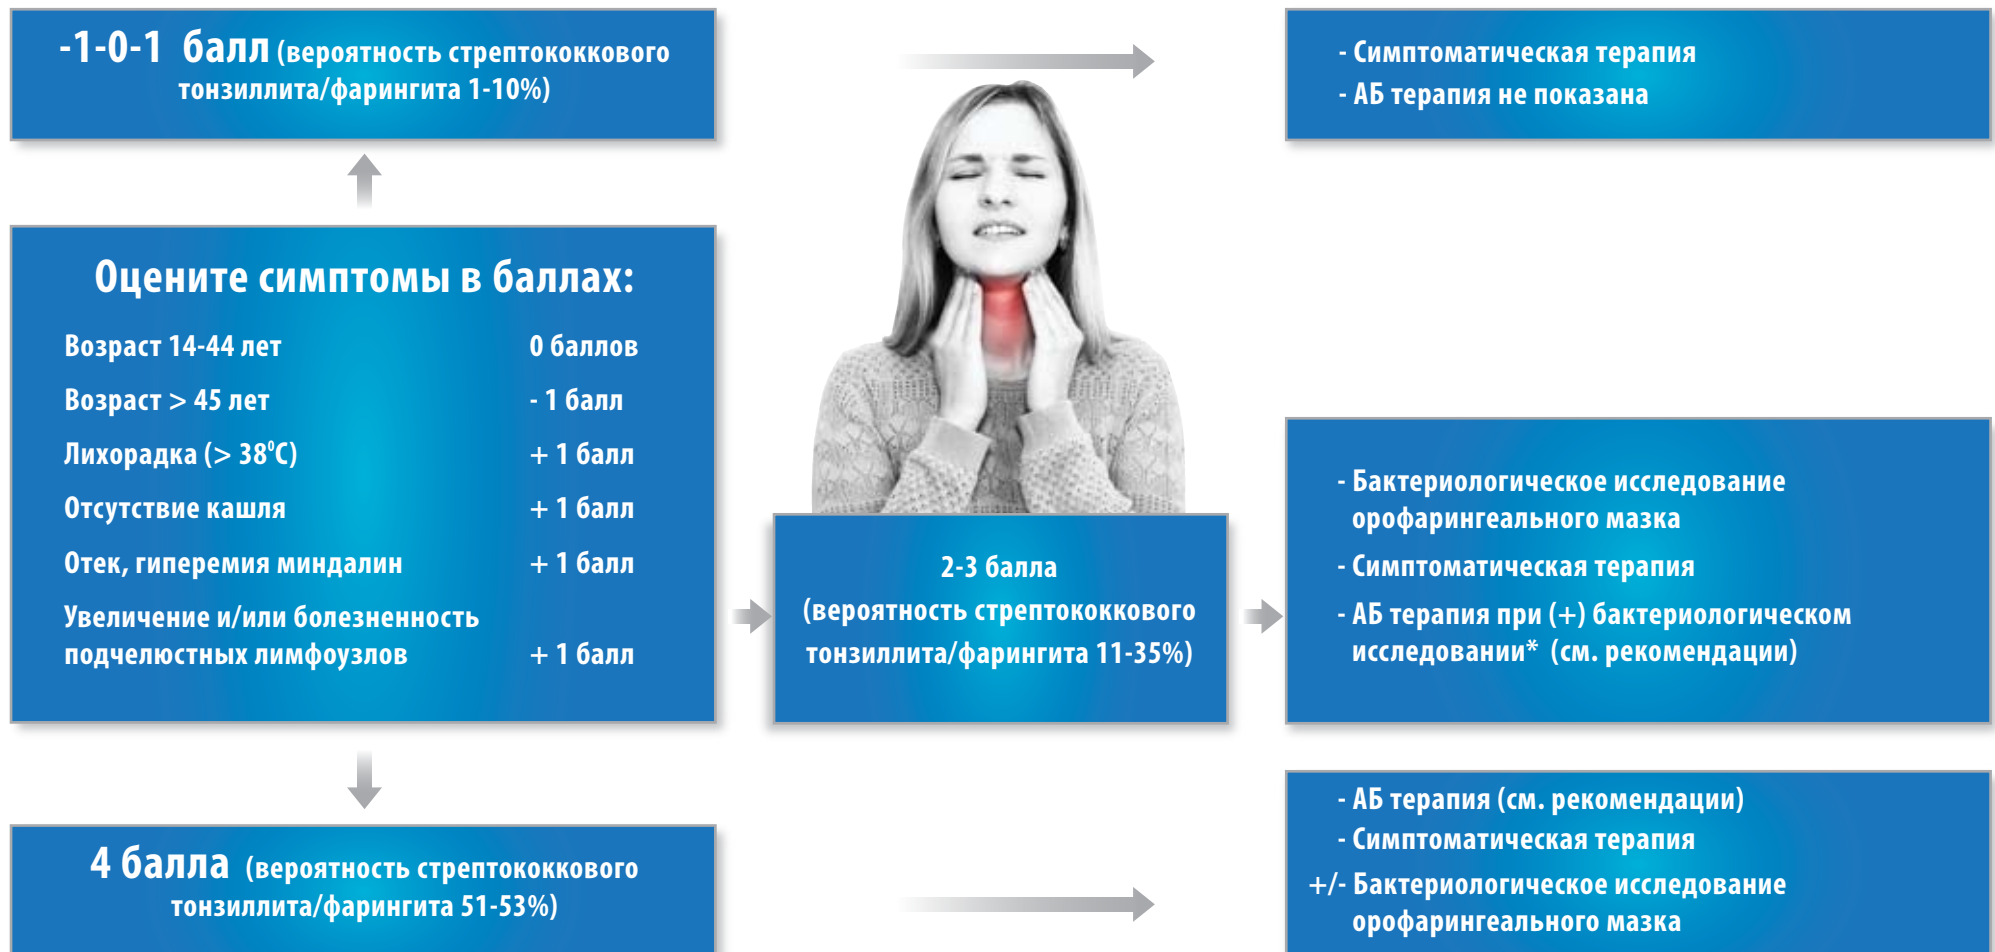 -1-0-1 балл (вероятность стрептококкового
тонзиллита/фарингита 1-10%)
- Симптоматическая терапия
- АБ терапия не показана
Оцените симптомы в баллах:
Возраст 14-44 лет 0 баллов
Возраст > 45 лет - 1 балл
Лихорадка (> 38⁰C) + 1 балл
Отсутствие кашля + 1 балл
Отек, гиперемия миндалин + 1 балл
Увеличение и/или болезненность
подчелюстных лимфоузлов + 1 балл
2-3 балла
(вероятность стрептококкового
тонзиллита/фарингита 11-35%)
- Бактериологическое исследование
орофарингеального мазка
- Симптоматическая терапия
- АБ терапия при (+) бактериологическом
исследовании* (см. рекомендации)
4 балла (вероятность стрептококкового
тонзиллита/фарингита 51-53%)
- АБ терапия (см. рекомендации)
- Симптоматическая терапия
+/- Бактериологическое исследование
орофарингеального мазка